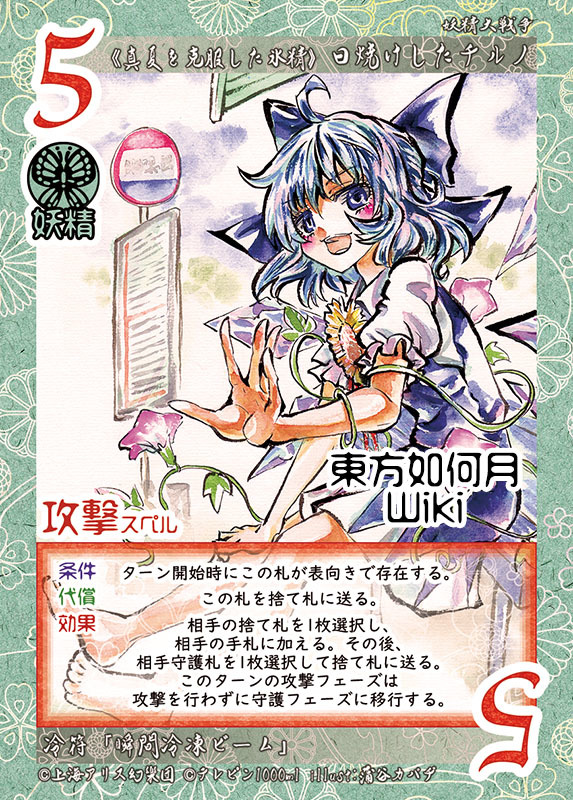 妖精大戦争
5
《真夏を克服した氷精》 日焼けしたチルノ
妖精
東方如何月
Wiki
攻撃スペル
条件 ターン開始時にこの札が表向きで存在する。
代償 この札を捨て札に送る。
効果 相手の捨て札を1枚選択し、
相手の手札に加える。その後、
相手守護札を1枚選択して捨て札に送る。
このターンの攻撃フェーズは
攻撃を行わずに守護フェーズに移行する。
5
冷符「瞬間冷凍ビーム」
©上海アリス幻樂団 ©テレビン1000ml illust:蒲谷カバヂ